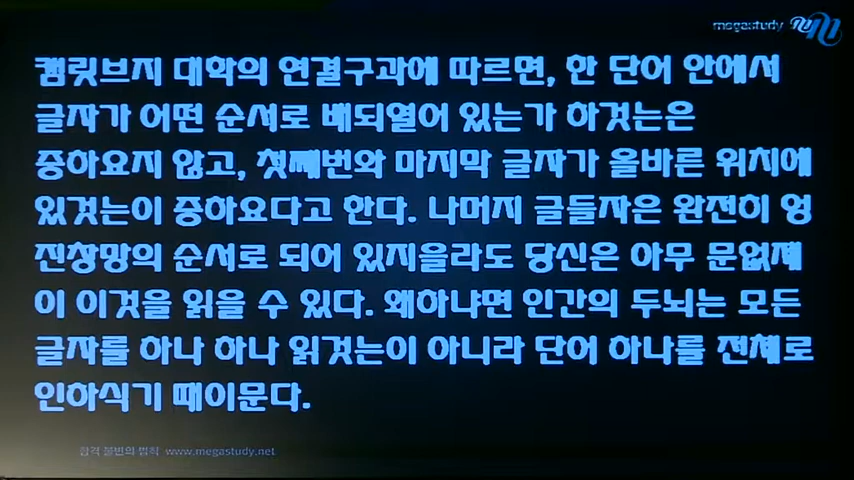 megastudy
캠릿브지 대학의 연결구과에 따르면, 한 단어 안에서
글자가 어떤 순서로 배되열어 있는가 하것는은
중하요지 않고, 첫째번와 마지막 글자가 올바른 위치에
있것는이 중하요다고 한다. 나머지 글들자은 완전히 엉
진창망의 순서로 되어 있지을라도 당신은 아무 문없제
이 이것을 읽을 수 있다. 왜하냐면 인간의 두뇌는 모든
글자를 하나 하나 읽것는이 아니라 단어 하나를 전체로
인하식기 때이문다.
합격 불변의 법칙 www.megastudy.net